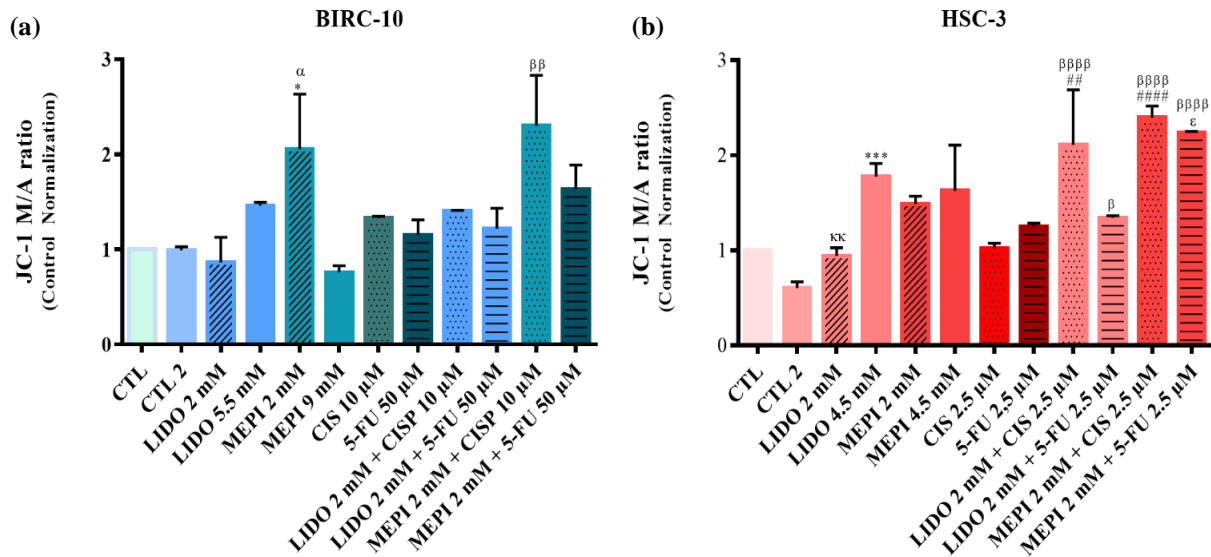 (a)
BIRC-10
JC-1 M/A ratio
(Control Normalization)
3
2
1
0
α
*
ββ
CTL
CTL 2
LIDO 2 mM
LIDO 5.5 mM
MEPI 2 mM
MEPI 9 mM
CIS 10 µM
5-FU 50 µM
LIDO 2 mM + CISP 10 µM
LIDO 2 mM + 5-FU 50 µM
MEPI 2 mM + CISP 10 µM
MEPI 2 mM + 5-FU 50 µM
(b)
HSC-3
JC-1 M/A ratio
(Control Normalization)
3
2
1
0
κκ
***
ββββ
##
β
ββββ
####
ββββ
ε
CTL
CTL 2
LIDO 2 mM
LIDO 4.5 mM
MEPI 2 mM
MEPI 4.5 mM
CIS 2.5 µM
5-FU 2,5 µM
LIDO 2 mM + CIS 2.5 µM
LIDO 2 mM + 5-FU 2.5 µM
MEPI 2 mM + CIS 2.5 µM
MEPI 2 mM + 5-FU 2.5 µM